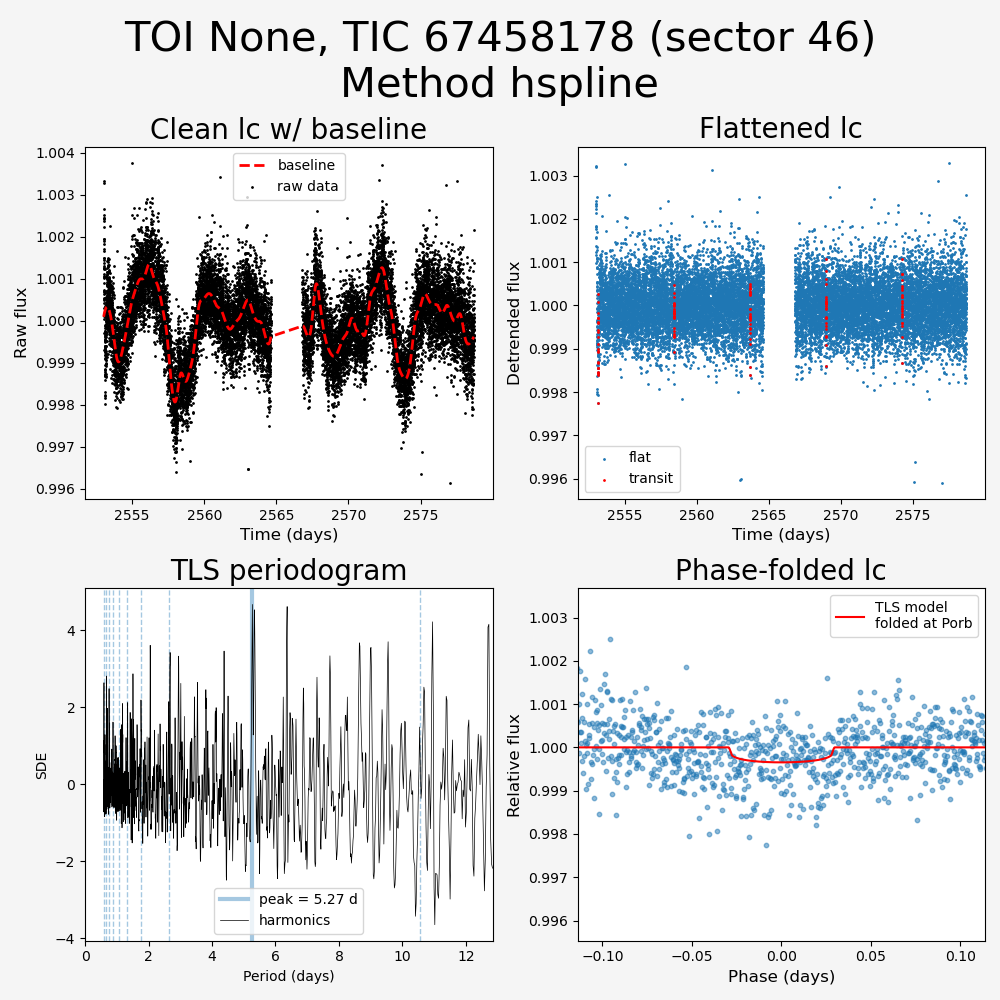 TOI None, TIC 67458178 (sector 46)
Method hspline
Clean lc w/ baseline
Flattened lc
baseline
raw data
1.004
1.003
1.002
1.001
1.000
0.999
0.998
0.997
0.996
Raw flux
2555
2560
2565
2570
2575
Time (days)
1.003
1.002
1.001
1.000
0.999
0.998
0.997
0.996
Detrended flux
flat
transit
2555
2560
2565
2570
2575
Time (days)
TLS periodogram
Phase-folded lc
4
2
0
−2
−4
SDE
peak = 5.27 d
harmonics
0
2
4
6
8
10
12
Period (days)
TLS model
folded at Porb
1.003
1.002
1.001
1.000
0.999
0.998
0.997
0.996
Relative flux
−0.10
−0.05
0.00
0.05
0.10
Phase (days)